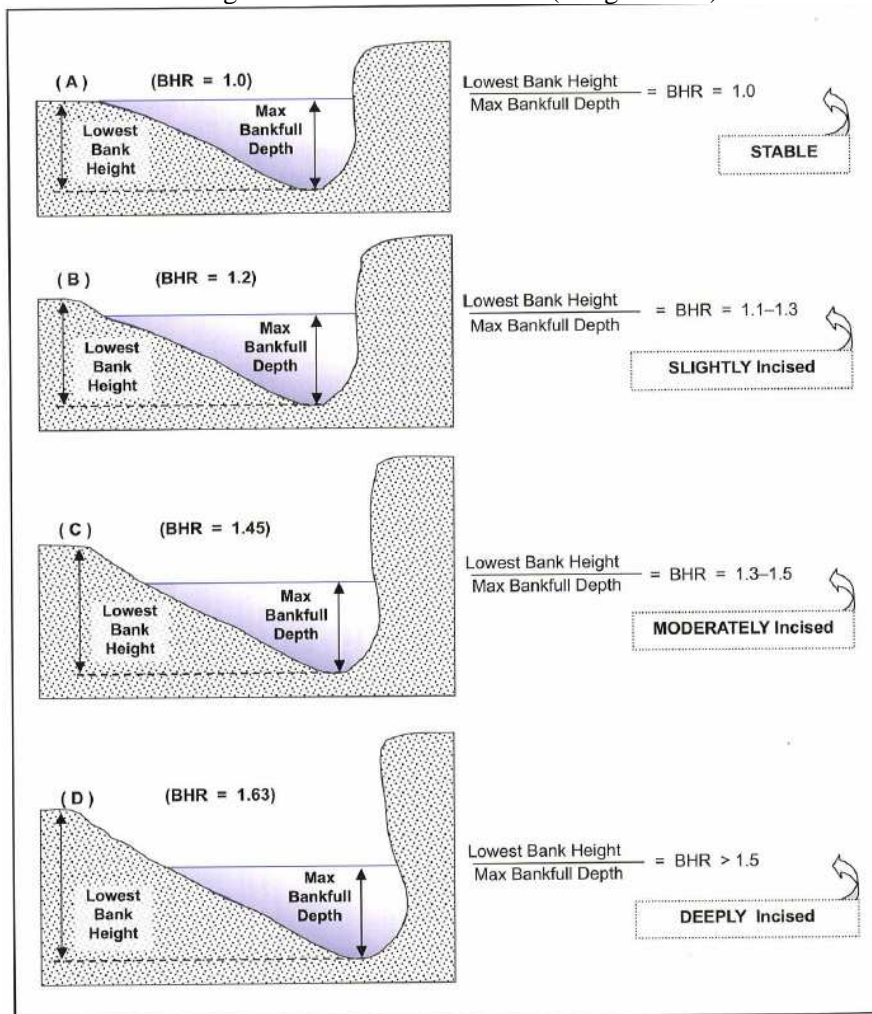 (A) (BHR = 1.0)
Lowest Bank Height
Max Bankfull Depth
= BHR = 1.0
Max
Bankfull
Depth
Lowest
Bank
Height
STABLE
(B) (BHR = 1.2)
Lowest Bank Height
Max Bankfull Depth
= BHR = 1.1–1.3
Max
Bankfull
Depth
Lowest
Bank
Height
SLIGHTLY Incised
(C) (BHR = 1.45)
Lowest Bank Height
Max Bankfull Depth
= BHR = 1.3–1.5
Max
Bankfull
Depth
Lowest
Bank
Height
MODERATELY Incised
(D) (BHR = 1.63)
Lowest Bank Height
Max Bankfull Depth
= BHR > 1.5
Max
Bankfull
Depth
Lowest
Bank
Height
DEEPLY Incised